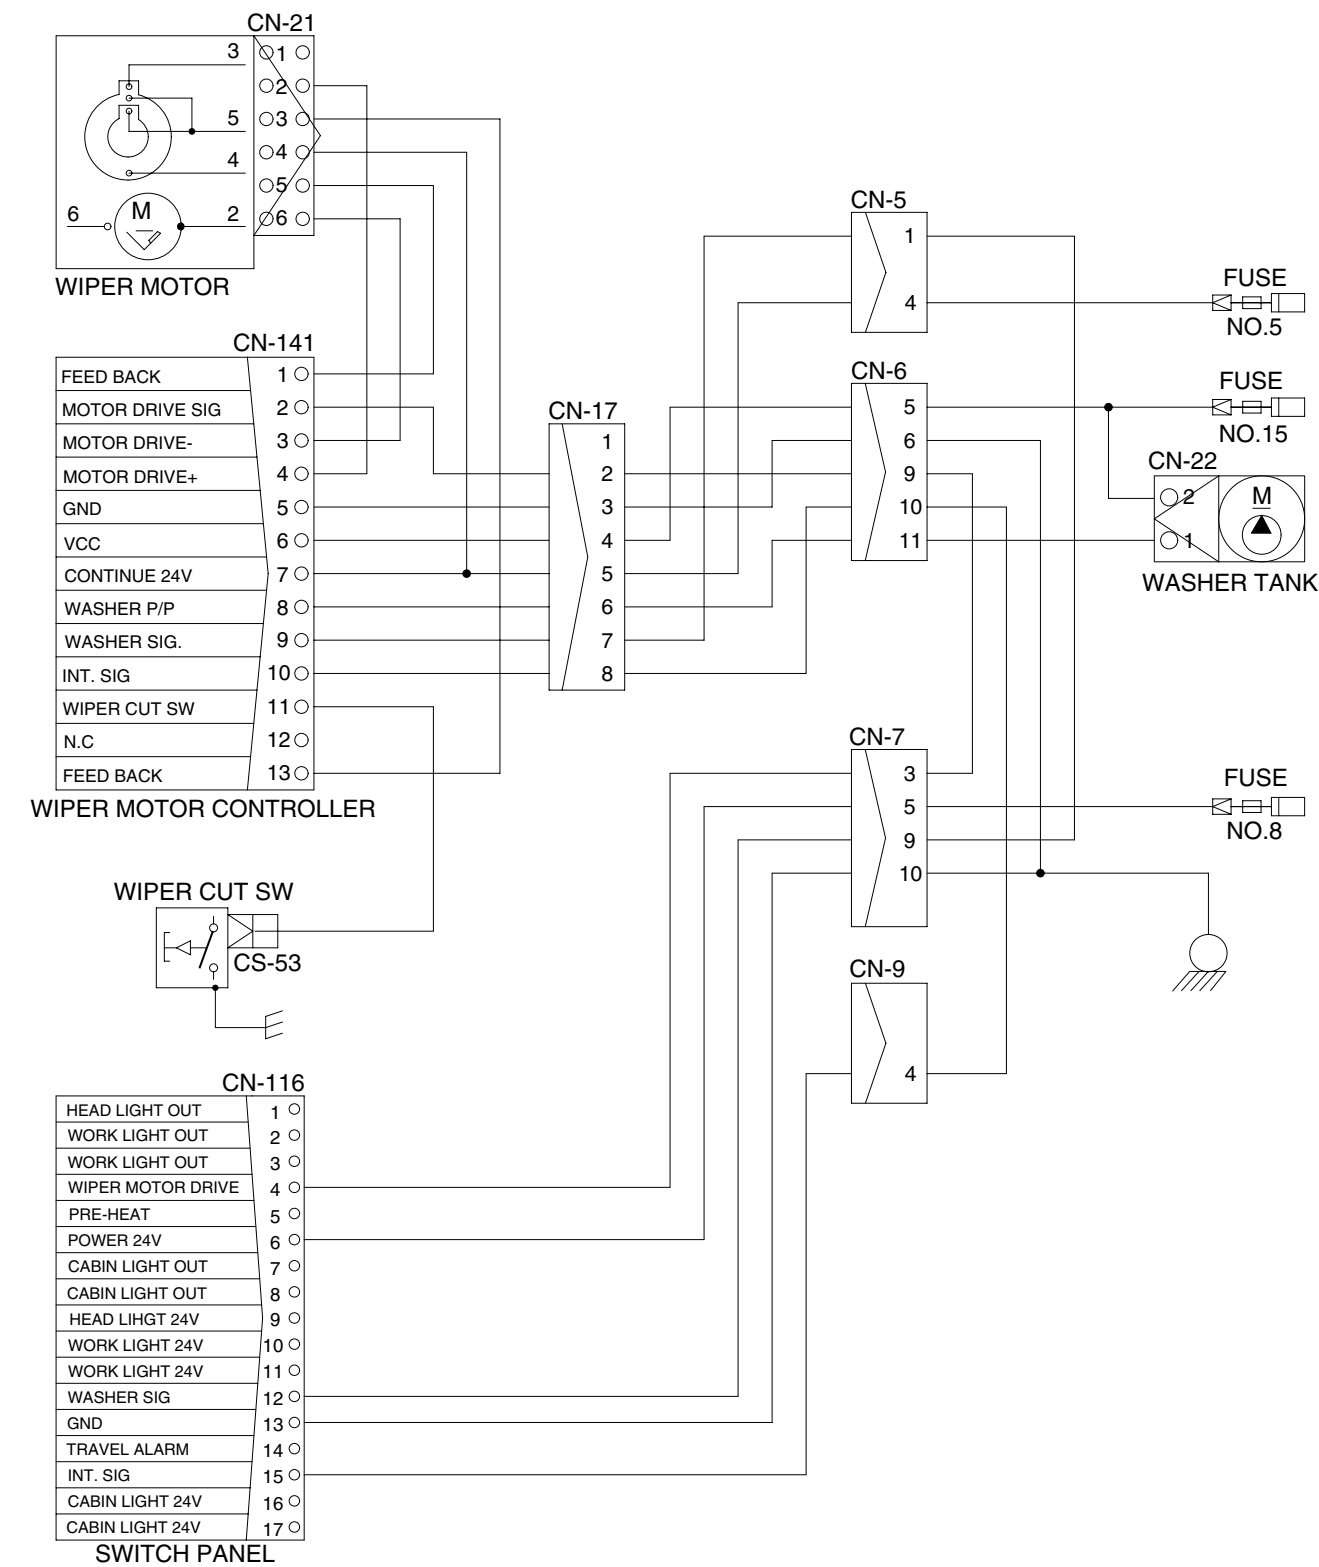 CN-21
3
5
4
6
M
2
1
2
3
4
5
6
WIPER MOTOR
CN-141
FEED BACK 1
MOTOR DRIVE SIG 2
MOTOR DRIVE- 3
MOTOR DRIVE+ 4
GND 5
VCC 6
CONTINUE 24V 7
WASHER P/P 8
WASHER SIG. 9
INT. SIG 10
WIPER CUT SW 11
N.C 12
FEED BACK 13
WIPER MOTOR CONTROLLER
WIPER CUT SW
CS-53
CN-116
HEAD LIGHT OUT 1
WORK LIGHT OUT 2
WORK LIGHT OUT 3
WIPER MOTOR DRIVE 4
PRE-HEAT 5
POWER 24V 6
CABIN LIGHT OUT 7
CABIN LIGHT OUT 8
HEAD LIHGT 24V 9
WORK LIGHT 24V 10
WORK LIGHT 24V 11
WASHER SIG 12
GND 13
TRAVEL ALARM 14
INT. SIG 15
CABIN LIGHT 24V 16
CABIN LIGHT 24V 17
SWITCH PANEL
CN-17
1
2
3
4
5
6
7
8
CN-5
1
4
CN-6
5
6
9
10
11
CN-7
3
5
9
10
CN-9
4
FUSE
NO.5
FUSE
NO.15
CN-22
2
1
M
WASHER TANK
FUSE
NO.8